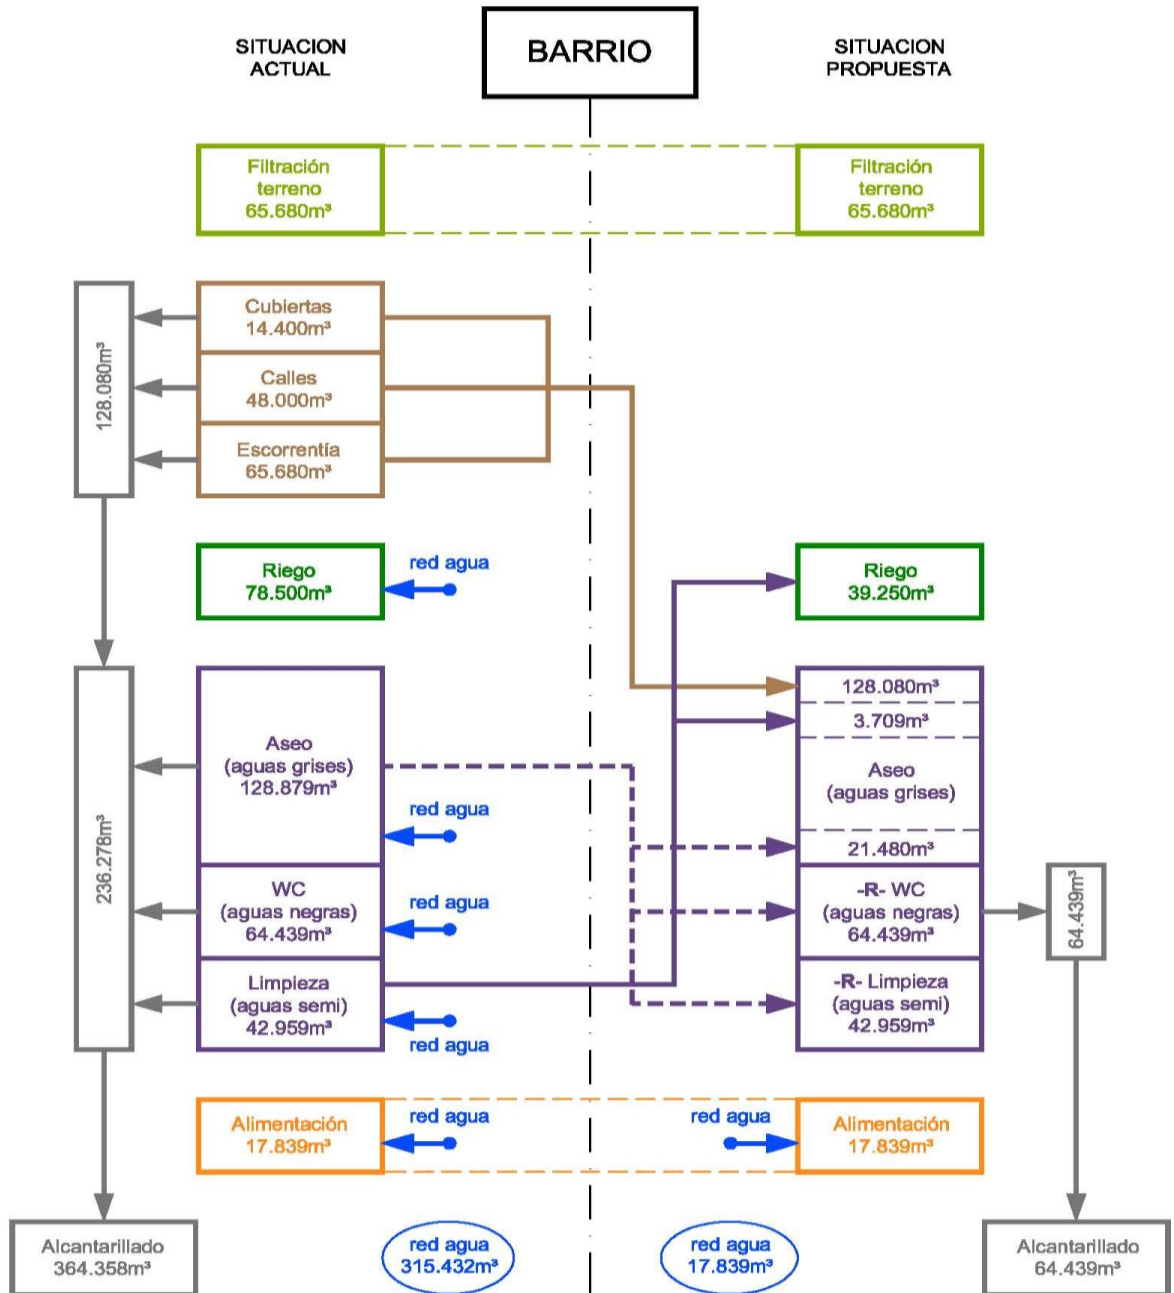 SITUACION
ACTUAL
BARRIO
SITUACION
PROPUESTA
Filtración
terreno
65.680m³
Filtración
terreno
65.680m³
128.080m³
Cubiertas
14.400m³
Calles
48.000m³
Escorrentía
65.680m³
Riego
78.500m³
red agua
Riego
39.250m³
236.278m³
Aseo
(aguas grises)
128.879m³
red agua
WC
(aguas negras)
64.439m³
red agua
Limpieza
(aguas semi)
42.959m³
red agua
128.080m³
3.709m³
Aseo
(aguas grises)
21.480m³
-R- WC
(aguas negras)
64.439m³
-R- Limpieza
(aguas semi)
42.959m³
64.439m³
Alimentación
17.839m³
red agua
red agua
Alimentación
17.839m³
Alcantarillado
364.358m³
red agua
315.432m³
red agua
17.839m³
Alcantarillado
64.439m³